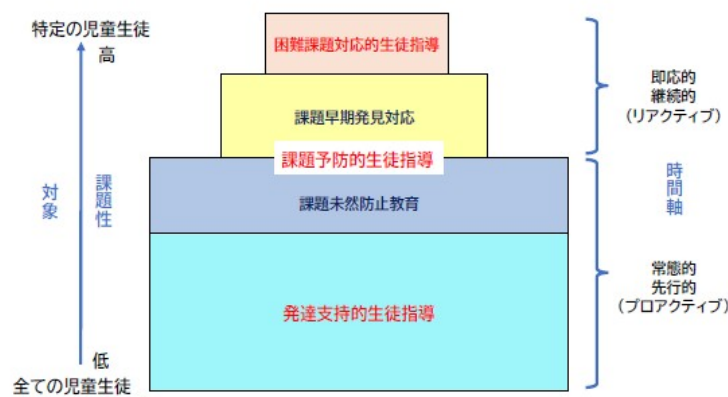 特定の児童生徒
高
対象
課題性
低
全ての児童生徒
困難課題対応的生徒指導
課題早期発見対応
課題予防的生徒指導
課題未然防止教育
発達支持的生徒指導
即応的
継続的
(リアクティブ)
時間軸
常態的
先行的
(プロアクティブ)